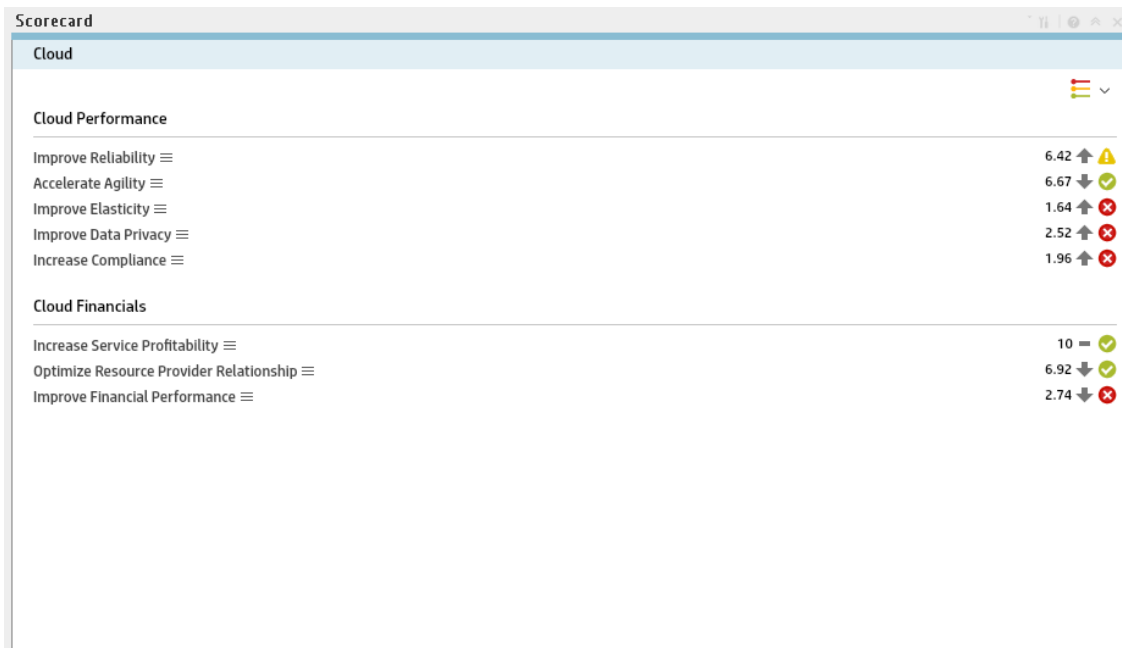 Scorecard
Cloud
Cloud Performance
Improve Reliability 6.42
Accelerate Agility 6.67
Improve Elasticity 1.64
Improve Data Privacy 2.52
Increase Compliance 1.96
Cloud Financials
Increase Service Profitability 10
Optimize Resource Provider Relationship 6.92
Improve Financial Performance 2.74